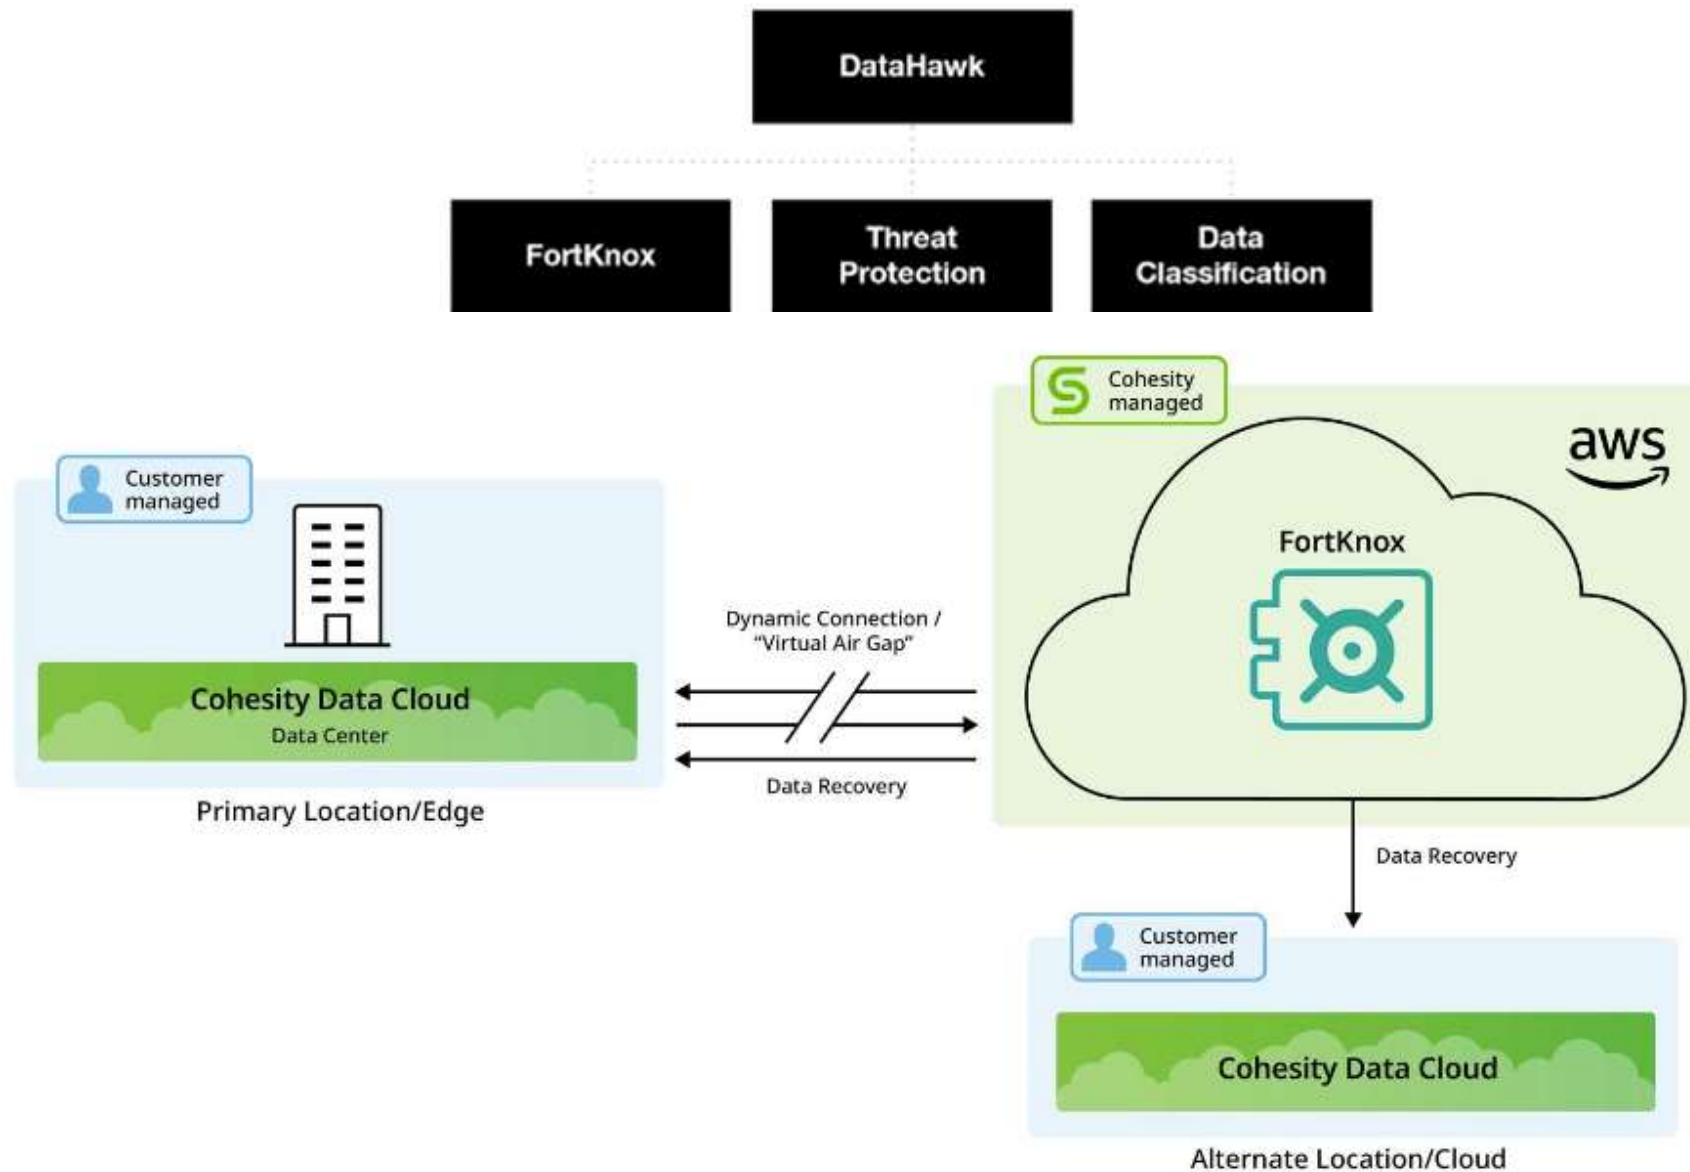 DataHawk
FortKnox
Threat
Protection
Data
Classification
Cohesity
managed
aws
Customer
managed
FortKnox
Dynamic Connection /
“Virtual Air Gap”
Cohesity Data Cloud
Data Center
Data Recovery
Primary Location/Edge
Data Recovery
Customer
managed
Cohesity Data Cloud
Alternate Location/Cloud